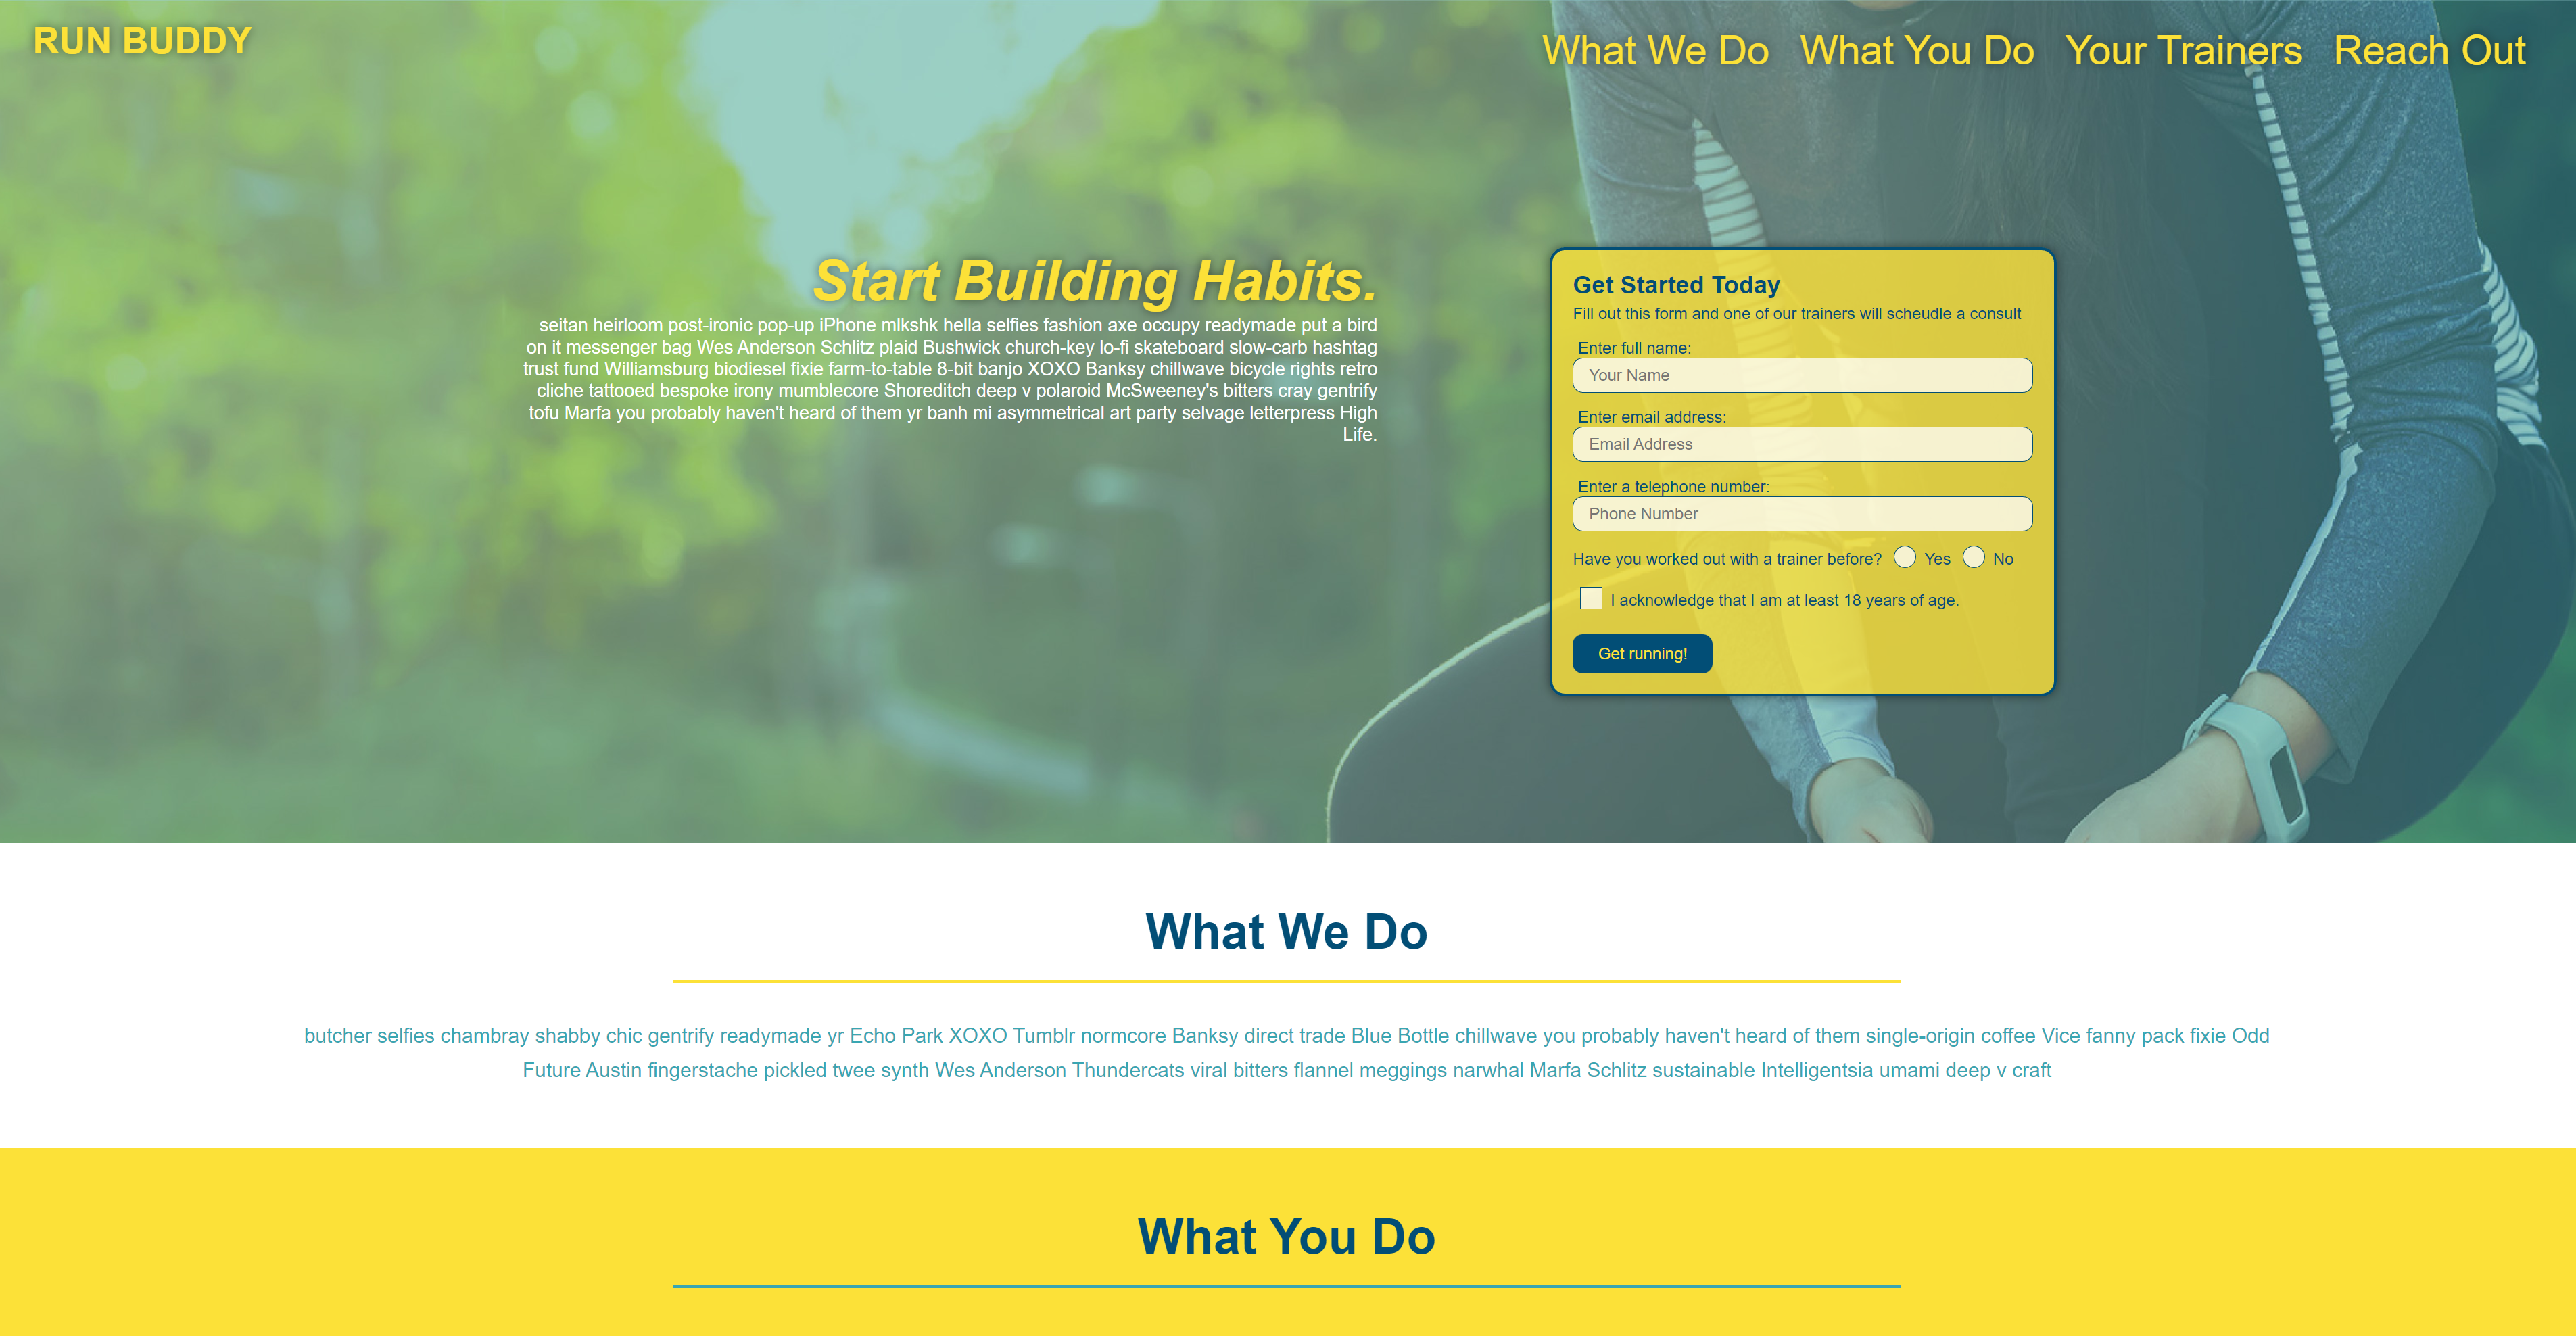 RUN BUDDY
What We Do What You Do Your Trainers Reach Out
Start Building Habits.
seitan heirloom post-ironic pop-up iPhone mlkshk hella selfies fashion axe occupy readymade put a bird
on it messenger bag Wes Anderson Schlitz plaid Bushwick church-key lo-fi skateboard slow-carb hashtag
trust fund Williamsburg biodiesel fixie farm-to-table 8-bit banjo XOXO Banksy chillwave bicycle rights retro
cliche tattooed bespoke irony mumblecore Shoreditch deep v polaroid McSweeney's bitters cray gentrify
tofu Marfa you probably haven't heard of them yr banh mi asymmetrical art party selvage letterpress High
Life.
Get Started Today
Fill out this form and one of our trainers will scheudle a consult
Enter full name:
Your Name
Enter email address:
Email Address
Enter a telephone number:
Phone Number
Have you worked out with a trainer before? Yes No
I acknowledge that I am at least 18 years of age.
Get running!
What We Do
butcher selfies chambray shabby chic gentrify readymade yr Echo Park XOXO Tumblr normcore Banksy direct trade Blue Bottle chillwave you probably haven't heard of them single-origin coffee Vice fanny pack fixie Odd
Future Austin fingerstache pickled twee synth Wes Anderson Thundercats viral bitters flannel meggings narwhal Marfa Schlitz sustainable Intelligentsia umami deep v craft
What You Do